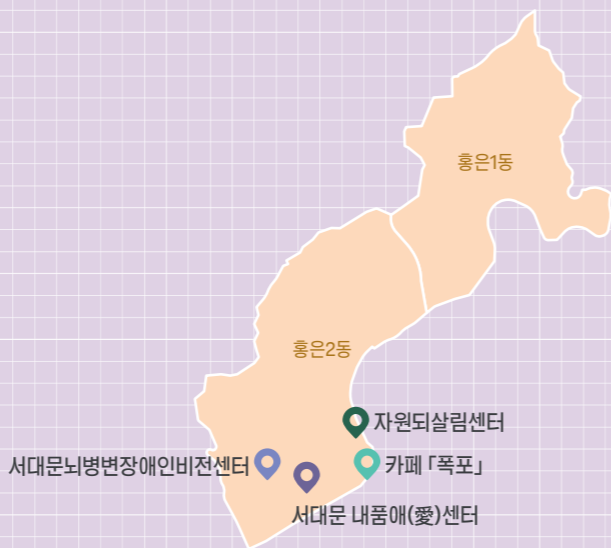 홍은1동
홍은2동
자원되살림센터
서대문뇌병변장애인비전센터
카페 「폭포」
서대문 내품애(愛)센터